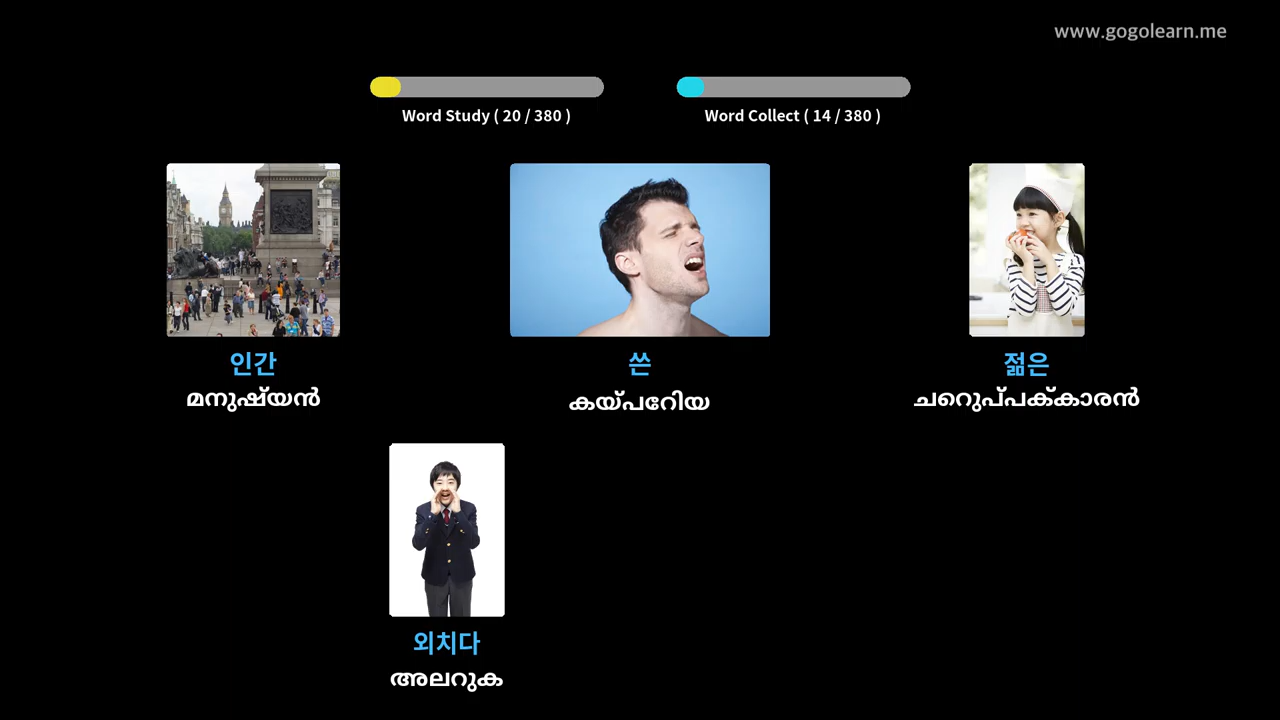 www.gogolearn.me
Word Study ( 20 / 380 )
Word Collect ( 14 / 380 )
인간
മനുഷ്യൻ
쓴
കയ്പേറിയ
젊은
ചെറുപ്പക്കാരൻ
외치다
അലറുക